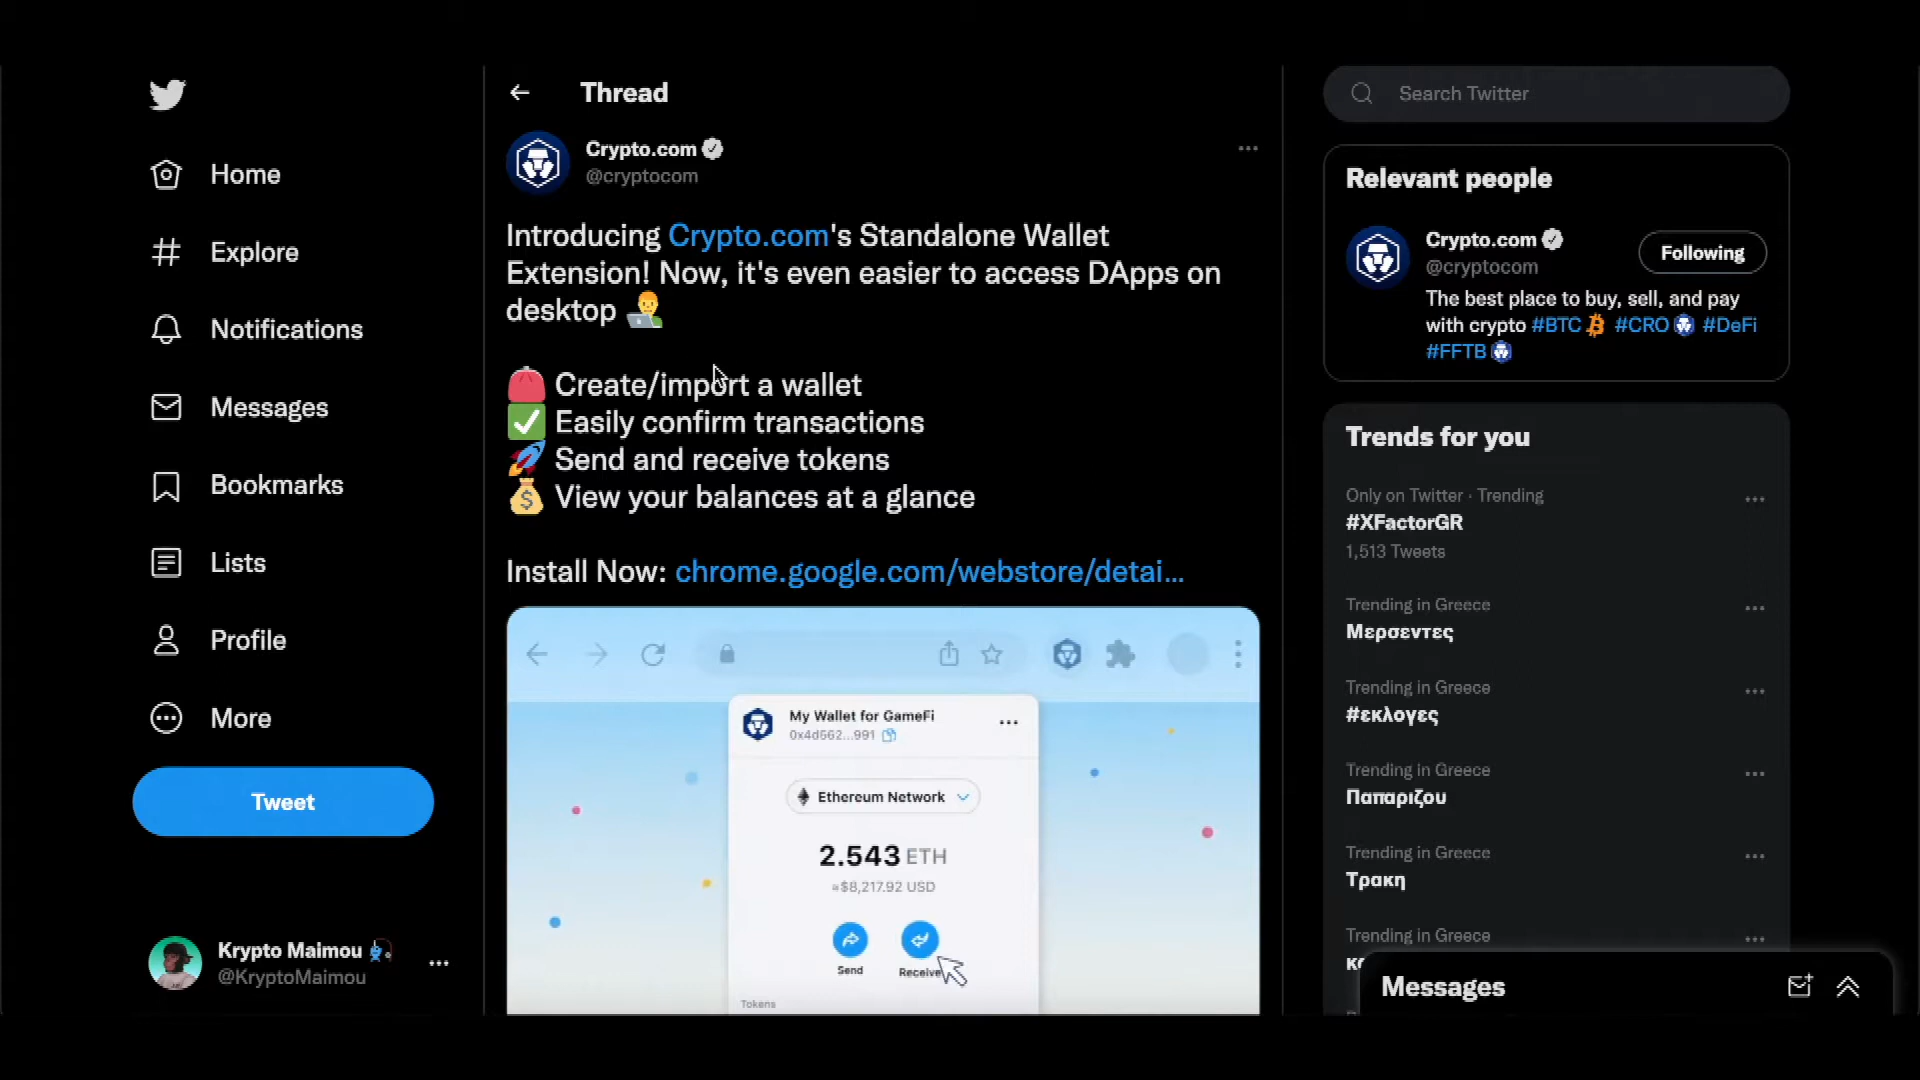 Home
Explore
Notifications
Messages
Bookmarks
Lists
Profile
More
Tweet
Krypto Maimou
@KryptoMaimou
Thread
Crypto.com
@cryptocom
Introducing Crypto.com's Standalone Wallet
Extension! Now, it's even easier to access DApps on
desktop
Create/import a wallet
Easily confirm transactions
Send and receive tokens
View your balances at a glance
Install Now: chrome.google.com/webstore/detai…
My Wallet for GameFi
0x4d562...991
Ethereum Network
2.543 ETH
≈$8,217.92 USD
Send
Receive
Tokens
Search Twitter
Relevant people
Crypto.com
@cryptocom
Following
The best place to buy, sell, and pay
with crypto #BTC #CRO #DeFi
#FFTB
Trends for you
Only on Twitter · Trending
#XFactorGR
1,513 Tweets
Trending in Greece
Μερσεντες
Trending in Greece
#εκλογες
Trending in Greece
Παπαριζου
Trending in Greece
Τρακη
Trending in Greece
Messages